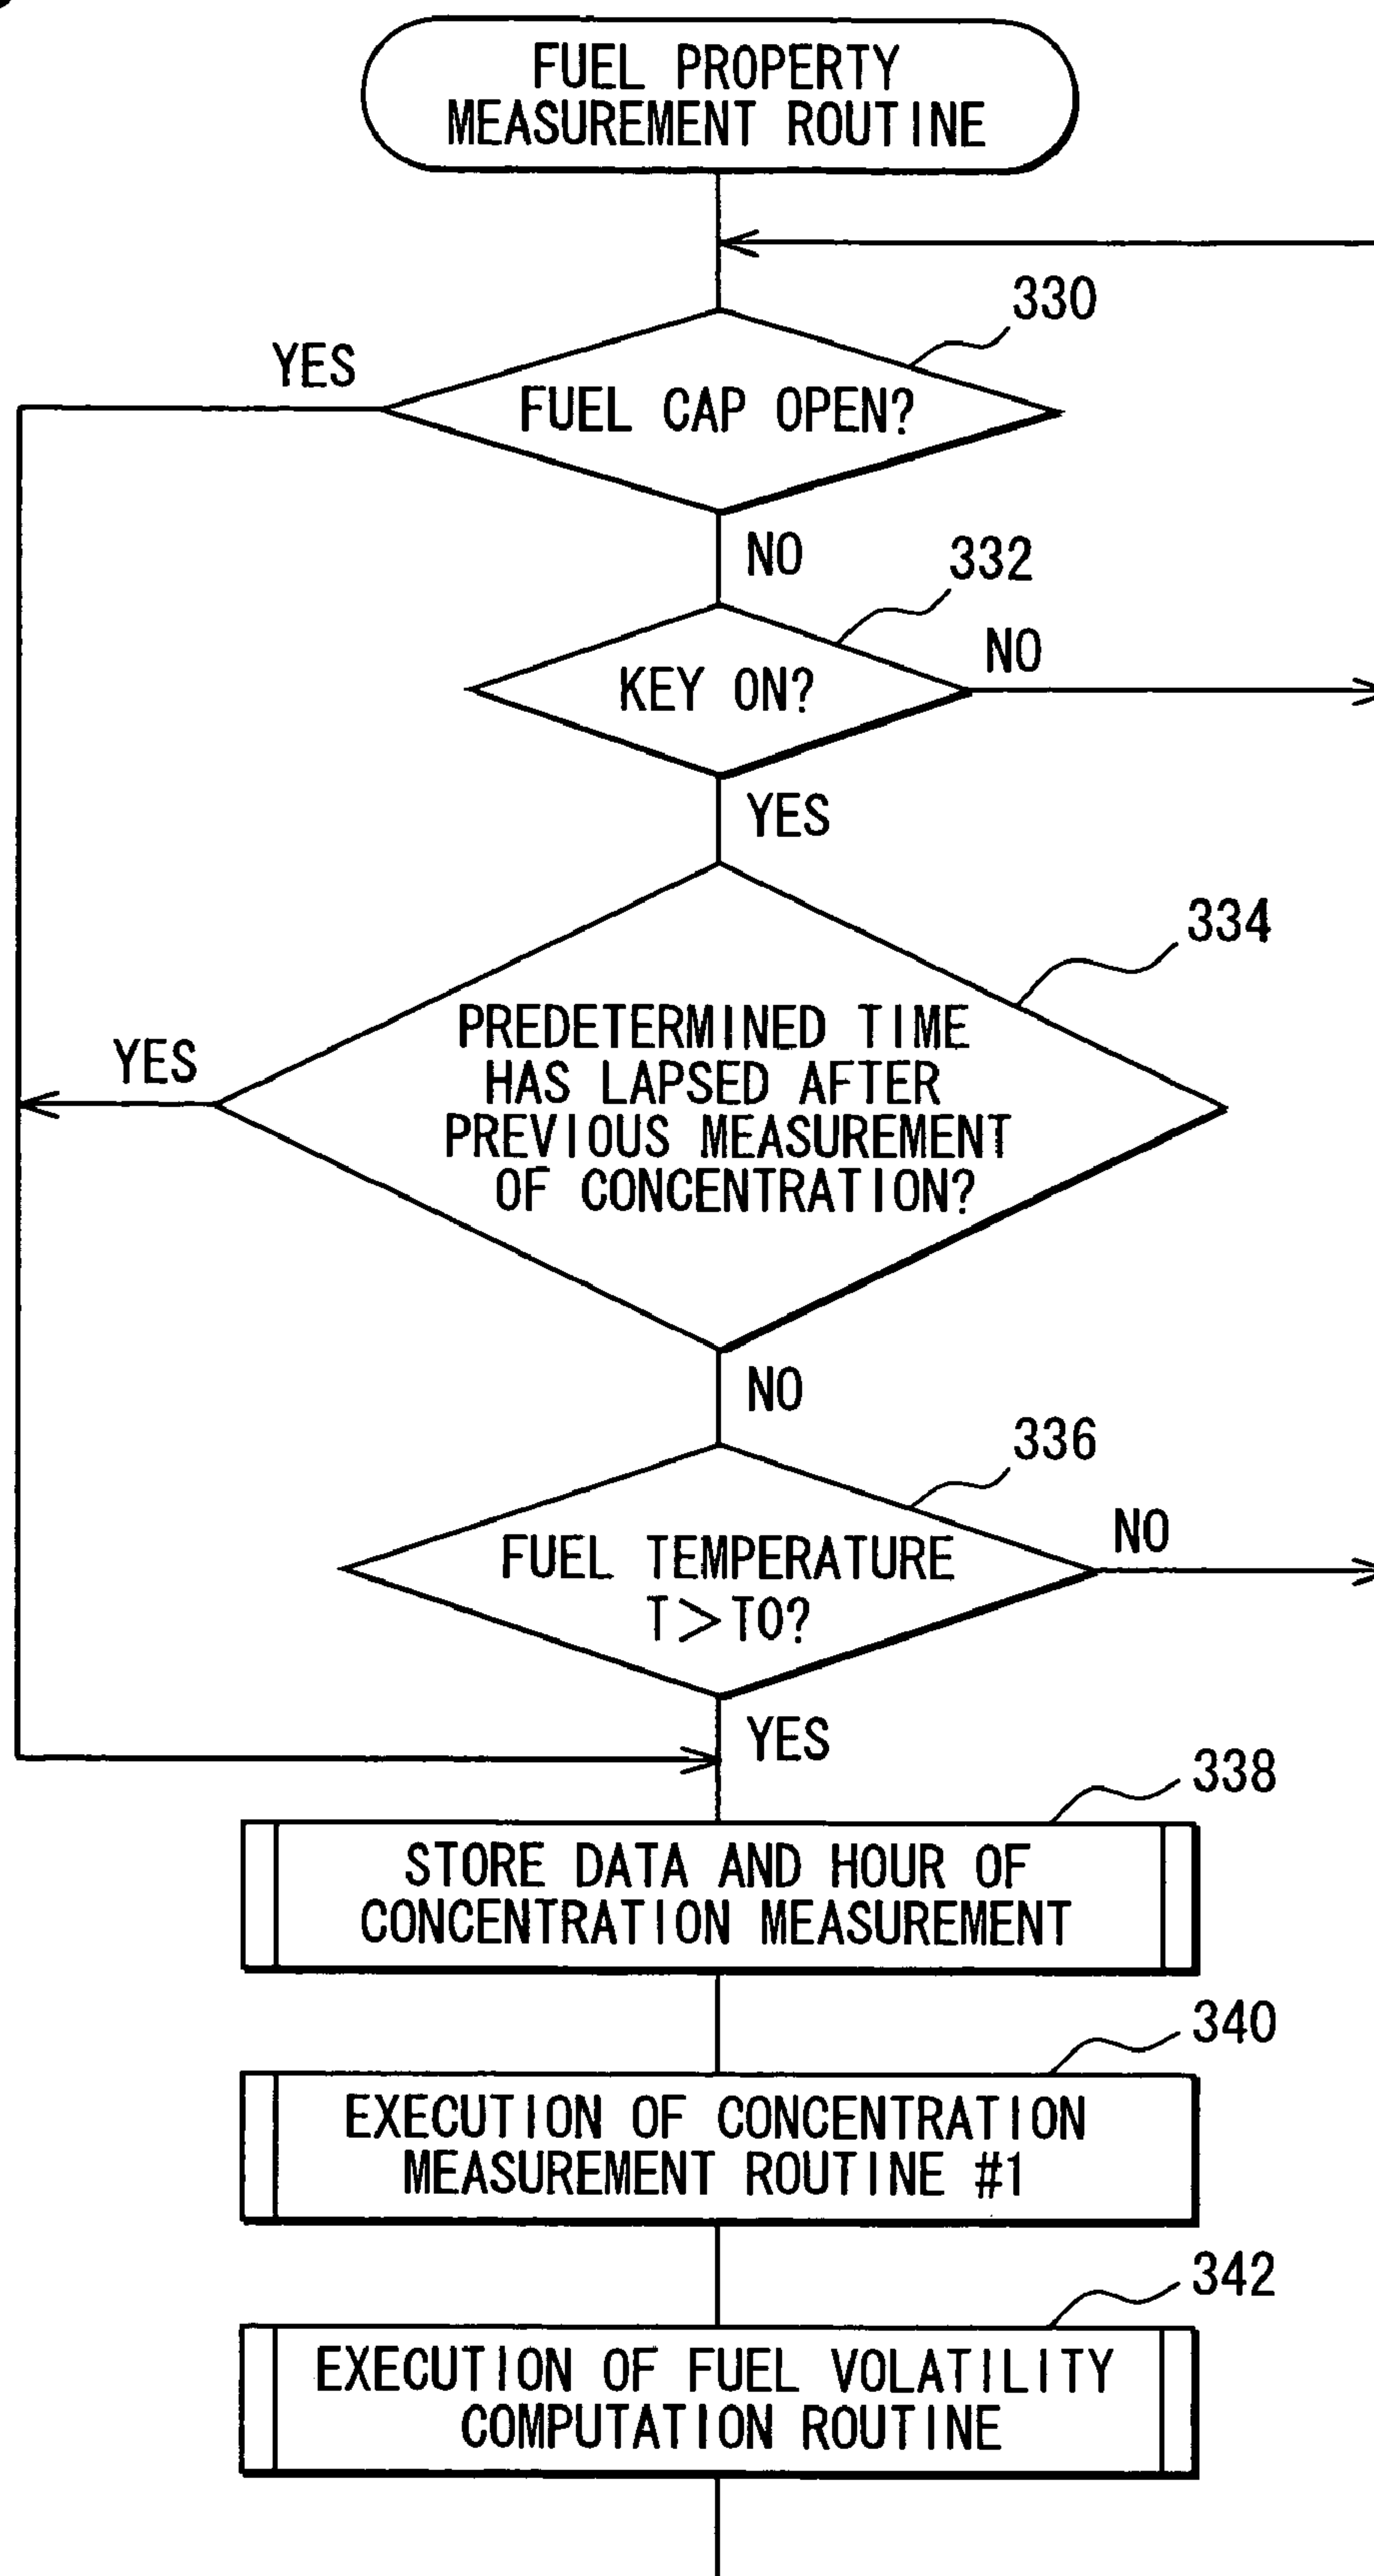 FUEL PROPERTY
MEASUREMENT ROUTINE
330
YES
FUEL CAP OPEN?
NO
332
NO
KEY ON?
YES
334
PREDETERMINED TIME
YES
HAS LAPSED AFTER
PREVIOUS MEASUREMENT
OF CONCENTRATION?
NO
336
NO
FUEL TEMPERATURE
T>TO?
YES
338
STORE DATA AND HOUR OF
CONCENTRATION MEASUREMENT
340
EXECUTION OF CONCENTRATION
MEASUREMENT ROUTINE #1
342
EXECUTION OF FUEL VOLATILITY
COMPUTATION ROUTINE